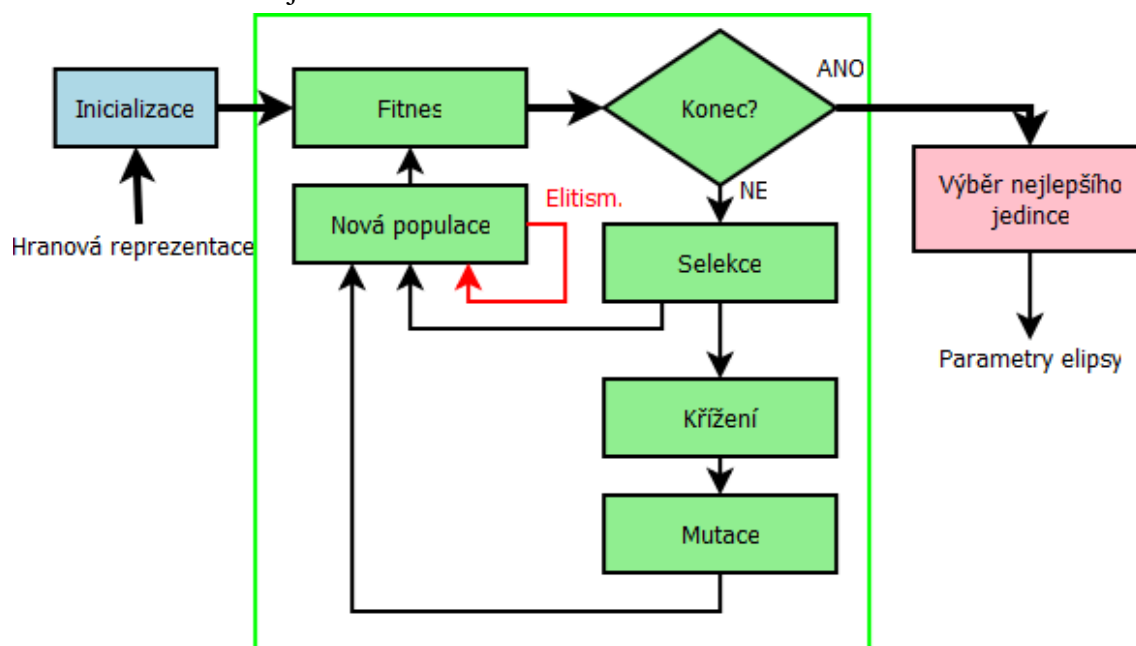 Inicializace
Fitnes
Konec?
ANO
Hranová reprezentace
Nová populace
Elitism.
NE
Selekce
Výběr nejlepšího
jedince
Křížení
Mutace
Parametry elipsy